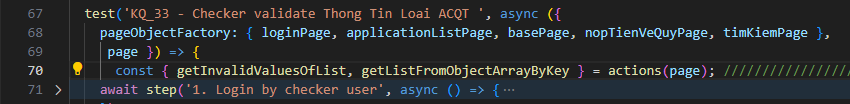 67 test('KQ_33 - Checker validate Thong Tin Loai ACQT ', async ({
68 pageObjectFactory: { loginPage, applicationListPage, basePage, nopTienVeQuyPage, timKiemPage },
69 page }) => {
70 const { getInvalidValuesOfList, getListFromObjectArrayByKey } = actions(page); /////////////////
71 > await step('1. Login by checker user', async () => {…